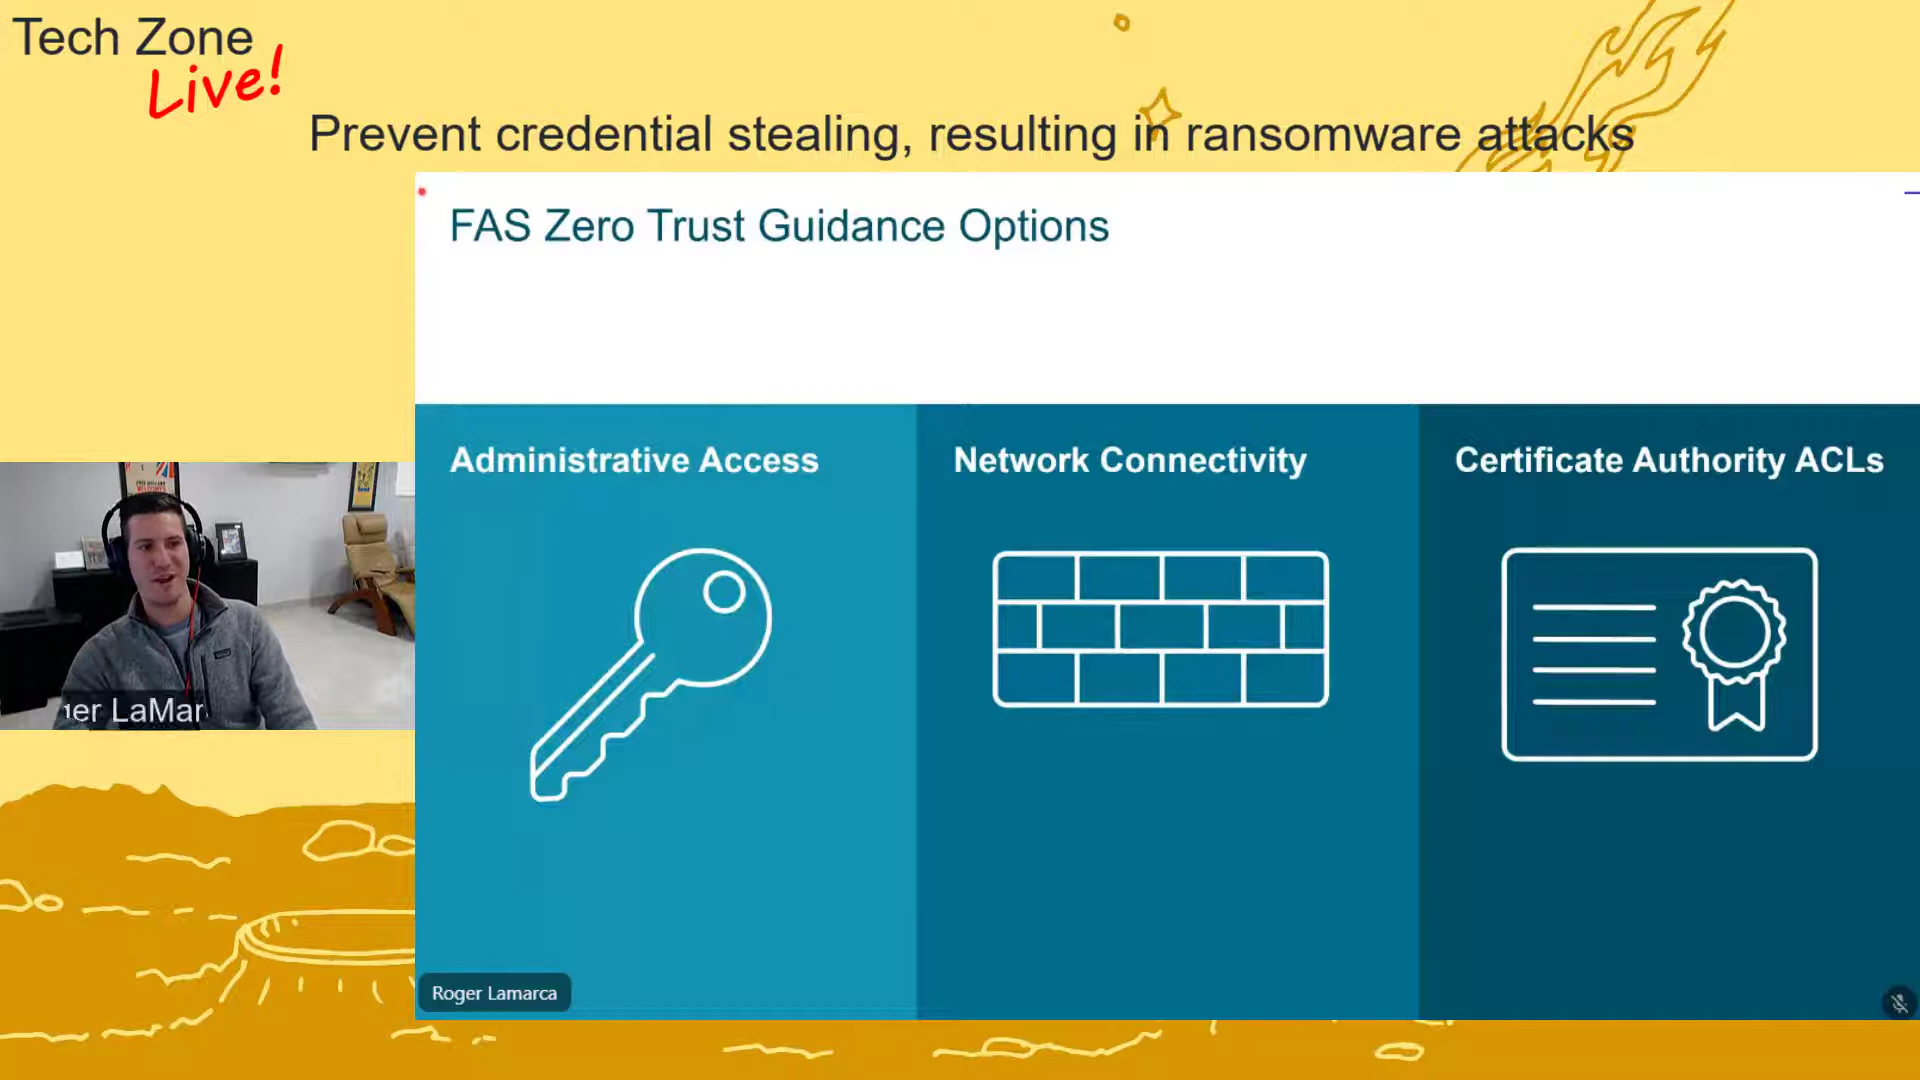 Tech Zone
Live!
Prevent credential stealing, resulting in ransomware attacks
FAS Zero Trust Guidance Options
Administrative Access
Network Connectivity
Certificate Authority ACLs
LaMar
Roger Lamarca